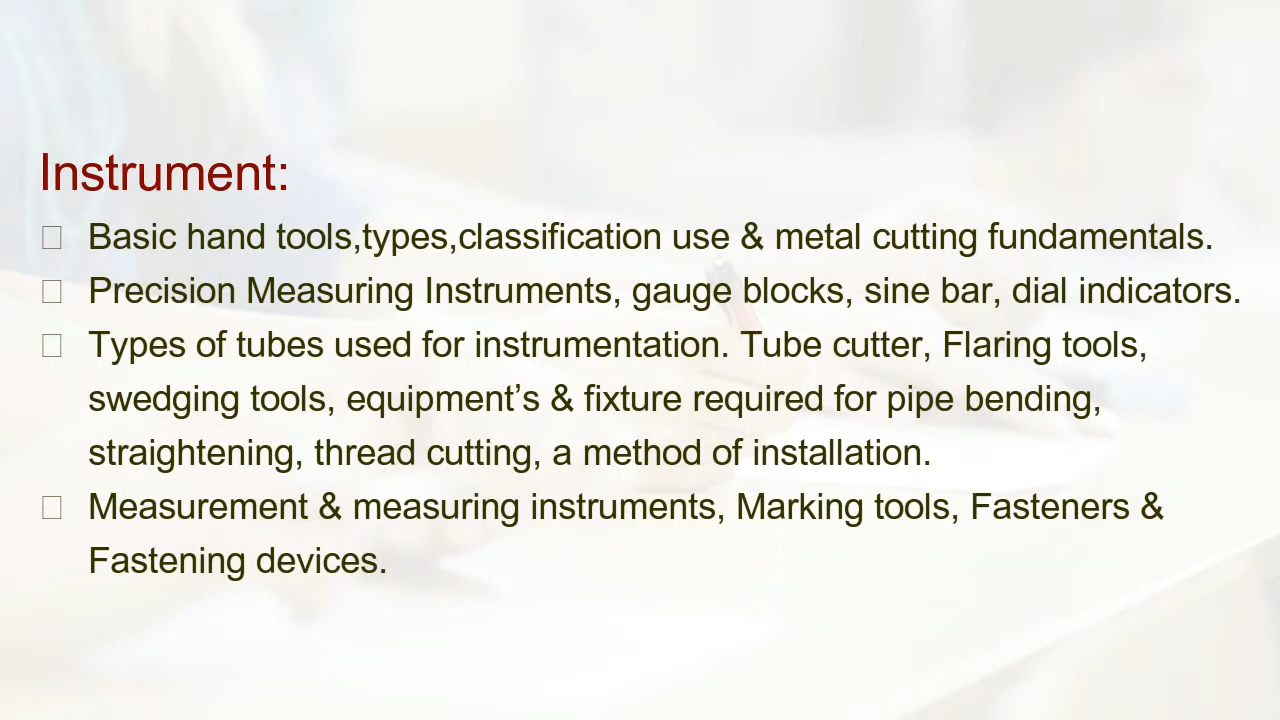 Instrument:
Basic hand tools,types,classification use & metal cutting fundamentals.
Precision Measuring Instruments, gauge blocks, sine bar, dial indicators.
Types of tubes used for instrumentation. Tube cutter, Flaring tools,
swedging tools, equipment’s & fixture required for pipe bending,
straightening, thread cutting, a method of installation.
Measurement & measuring instruments, Marking tools, Fasteners &
Fastening devices.